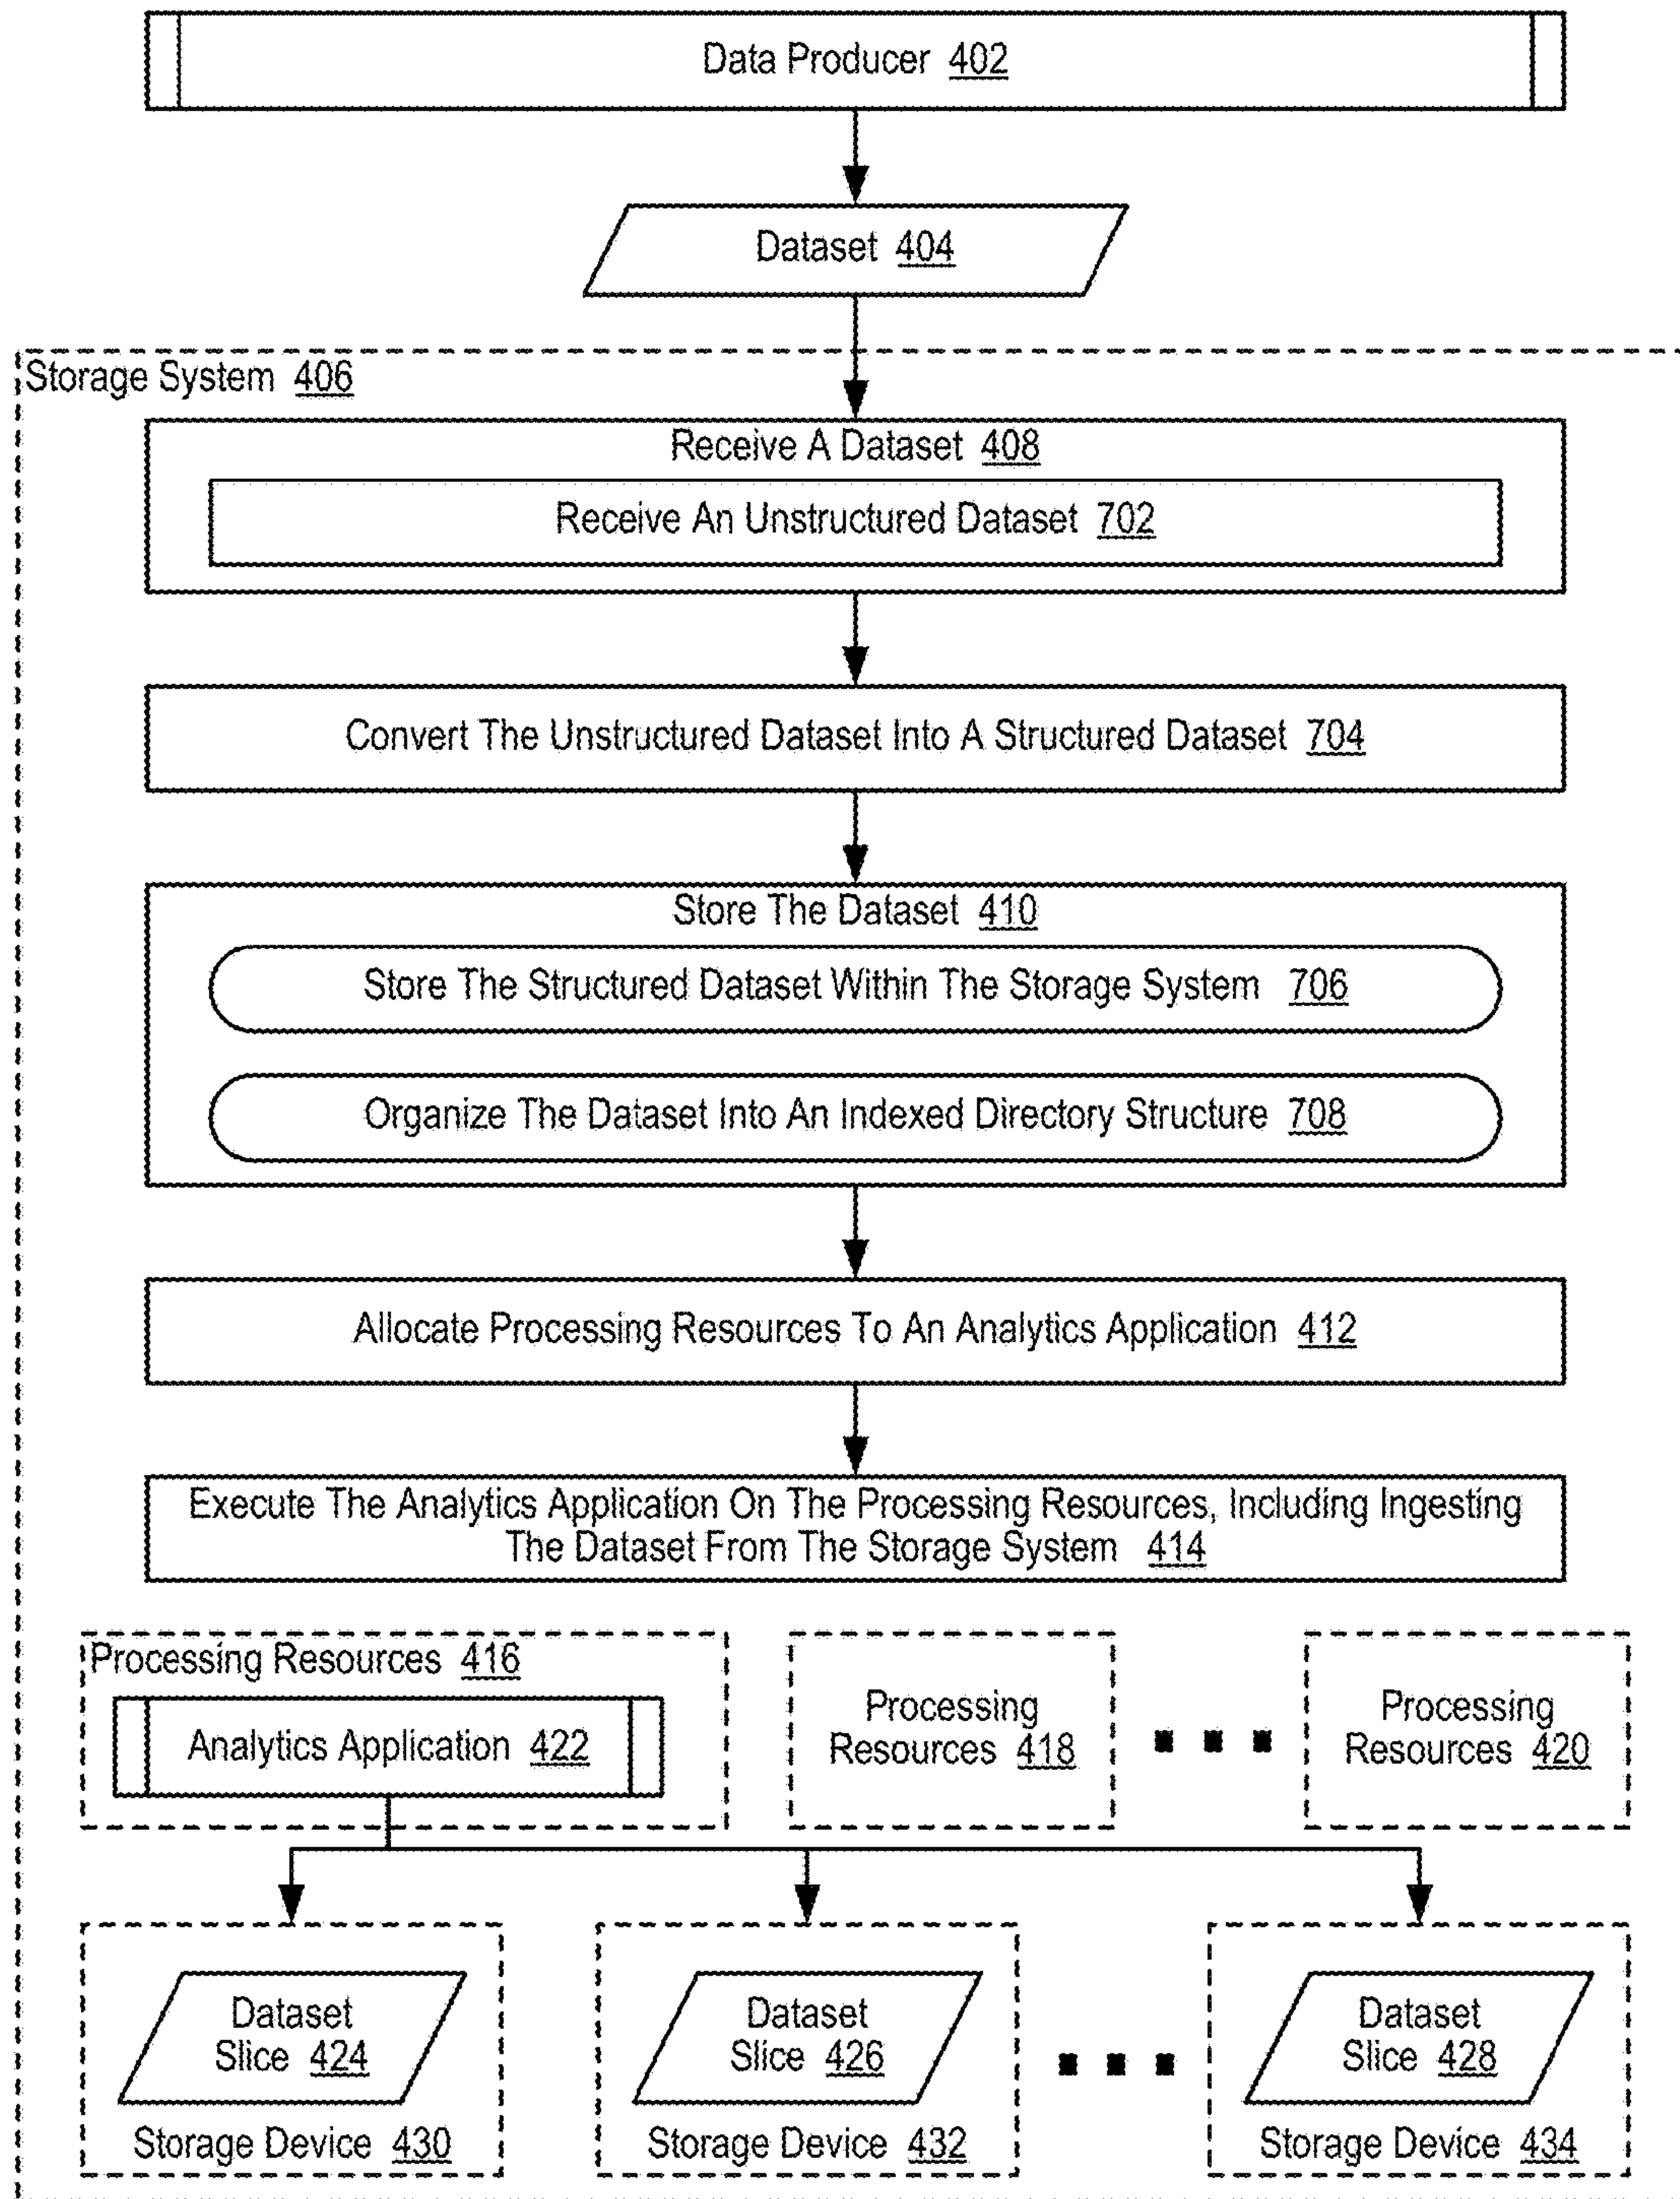 Data Producer 402
Dataset 404
Storage System 406
Receive A Dataset 408
Receive An Unstructured Dataset 702
Convert The Unstructured Dataset Into A Structured Dataset 704
Store The Dataset 410
Store The Structured Dataset Within The Storage System 706
Organize The Dataset Into An Indexed Directory Structure 708
Allocate Processing Resources To An Analytics Application 412
Execute The Analytics Application On The Processing Resources, Including Ingesting
The Dataset From The Storage System 414
Processing Resources 416
Analytics Application 422
Processing
Resources 418
Processing
Resources 420
Dataset
Slice 424
Storage Device 430
Dataset
Slice 426
Storage Device 432
Dataset
Slice 428
Storage Device 434